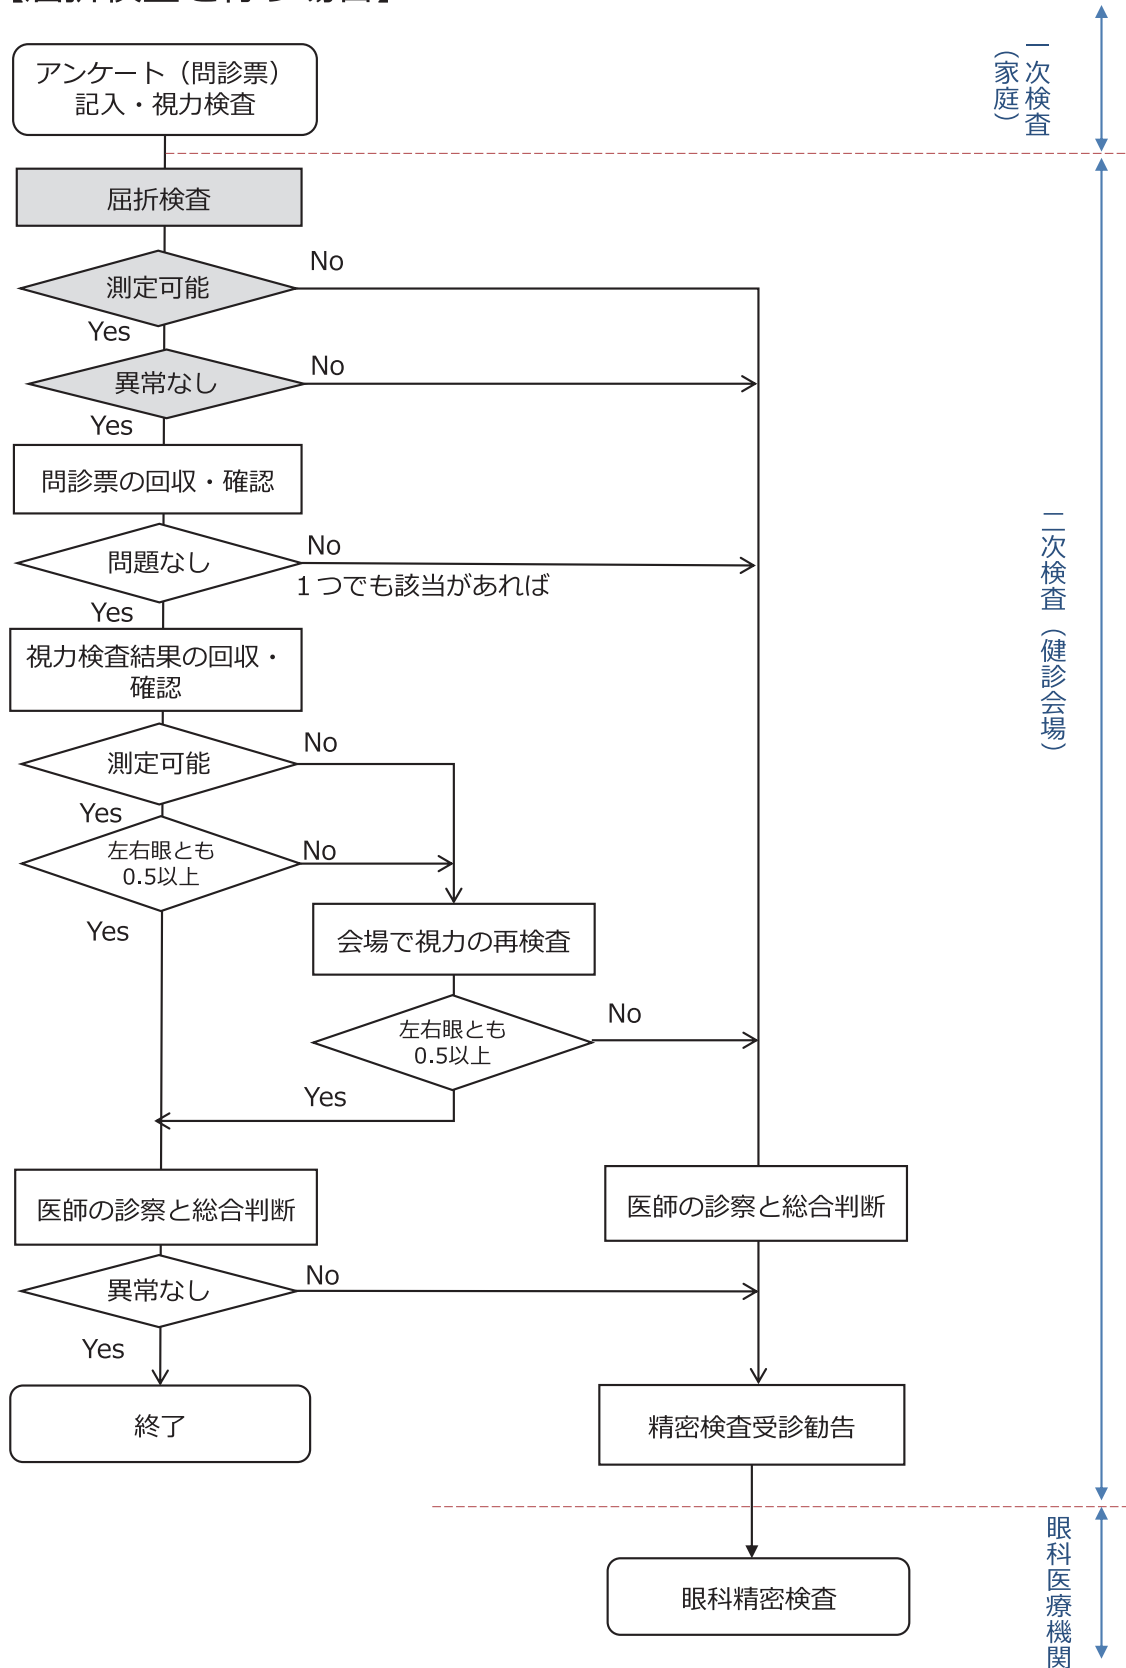 アンケート（問診票）
記入・視力検査
一次検査
（家庭）
屈折検査
測定可能
No
Yes
異常なし
No
Yes
問診票の回収・確認
問題なし
No
1つでも該当があれば
Yes
視力検査結果の回収・
確認
測定可能
No
Yes
左右眼とも
0.5以上
No
Yes
会場で視力の再検査
左右眼とも
0.5以上
No
Yes
二次検査（健診会場）
医師の診察と総合判断
医師の診察と総合判断
異常なし
No
Yes
終了
精密検査受診勧告
眼科精密検査
眼科医療機関